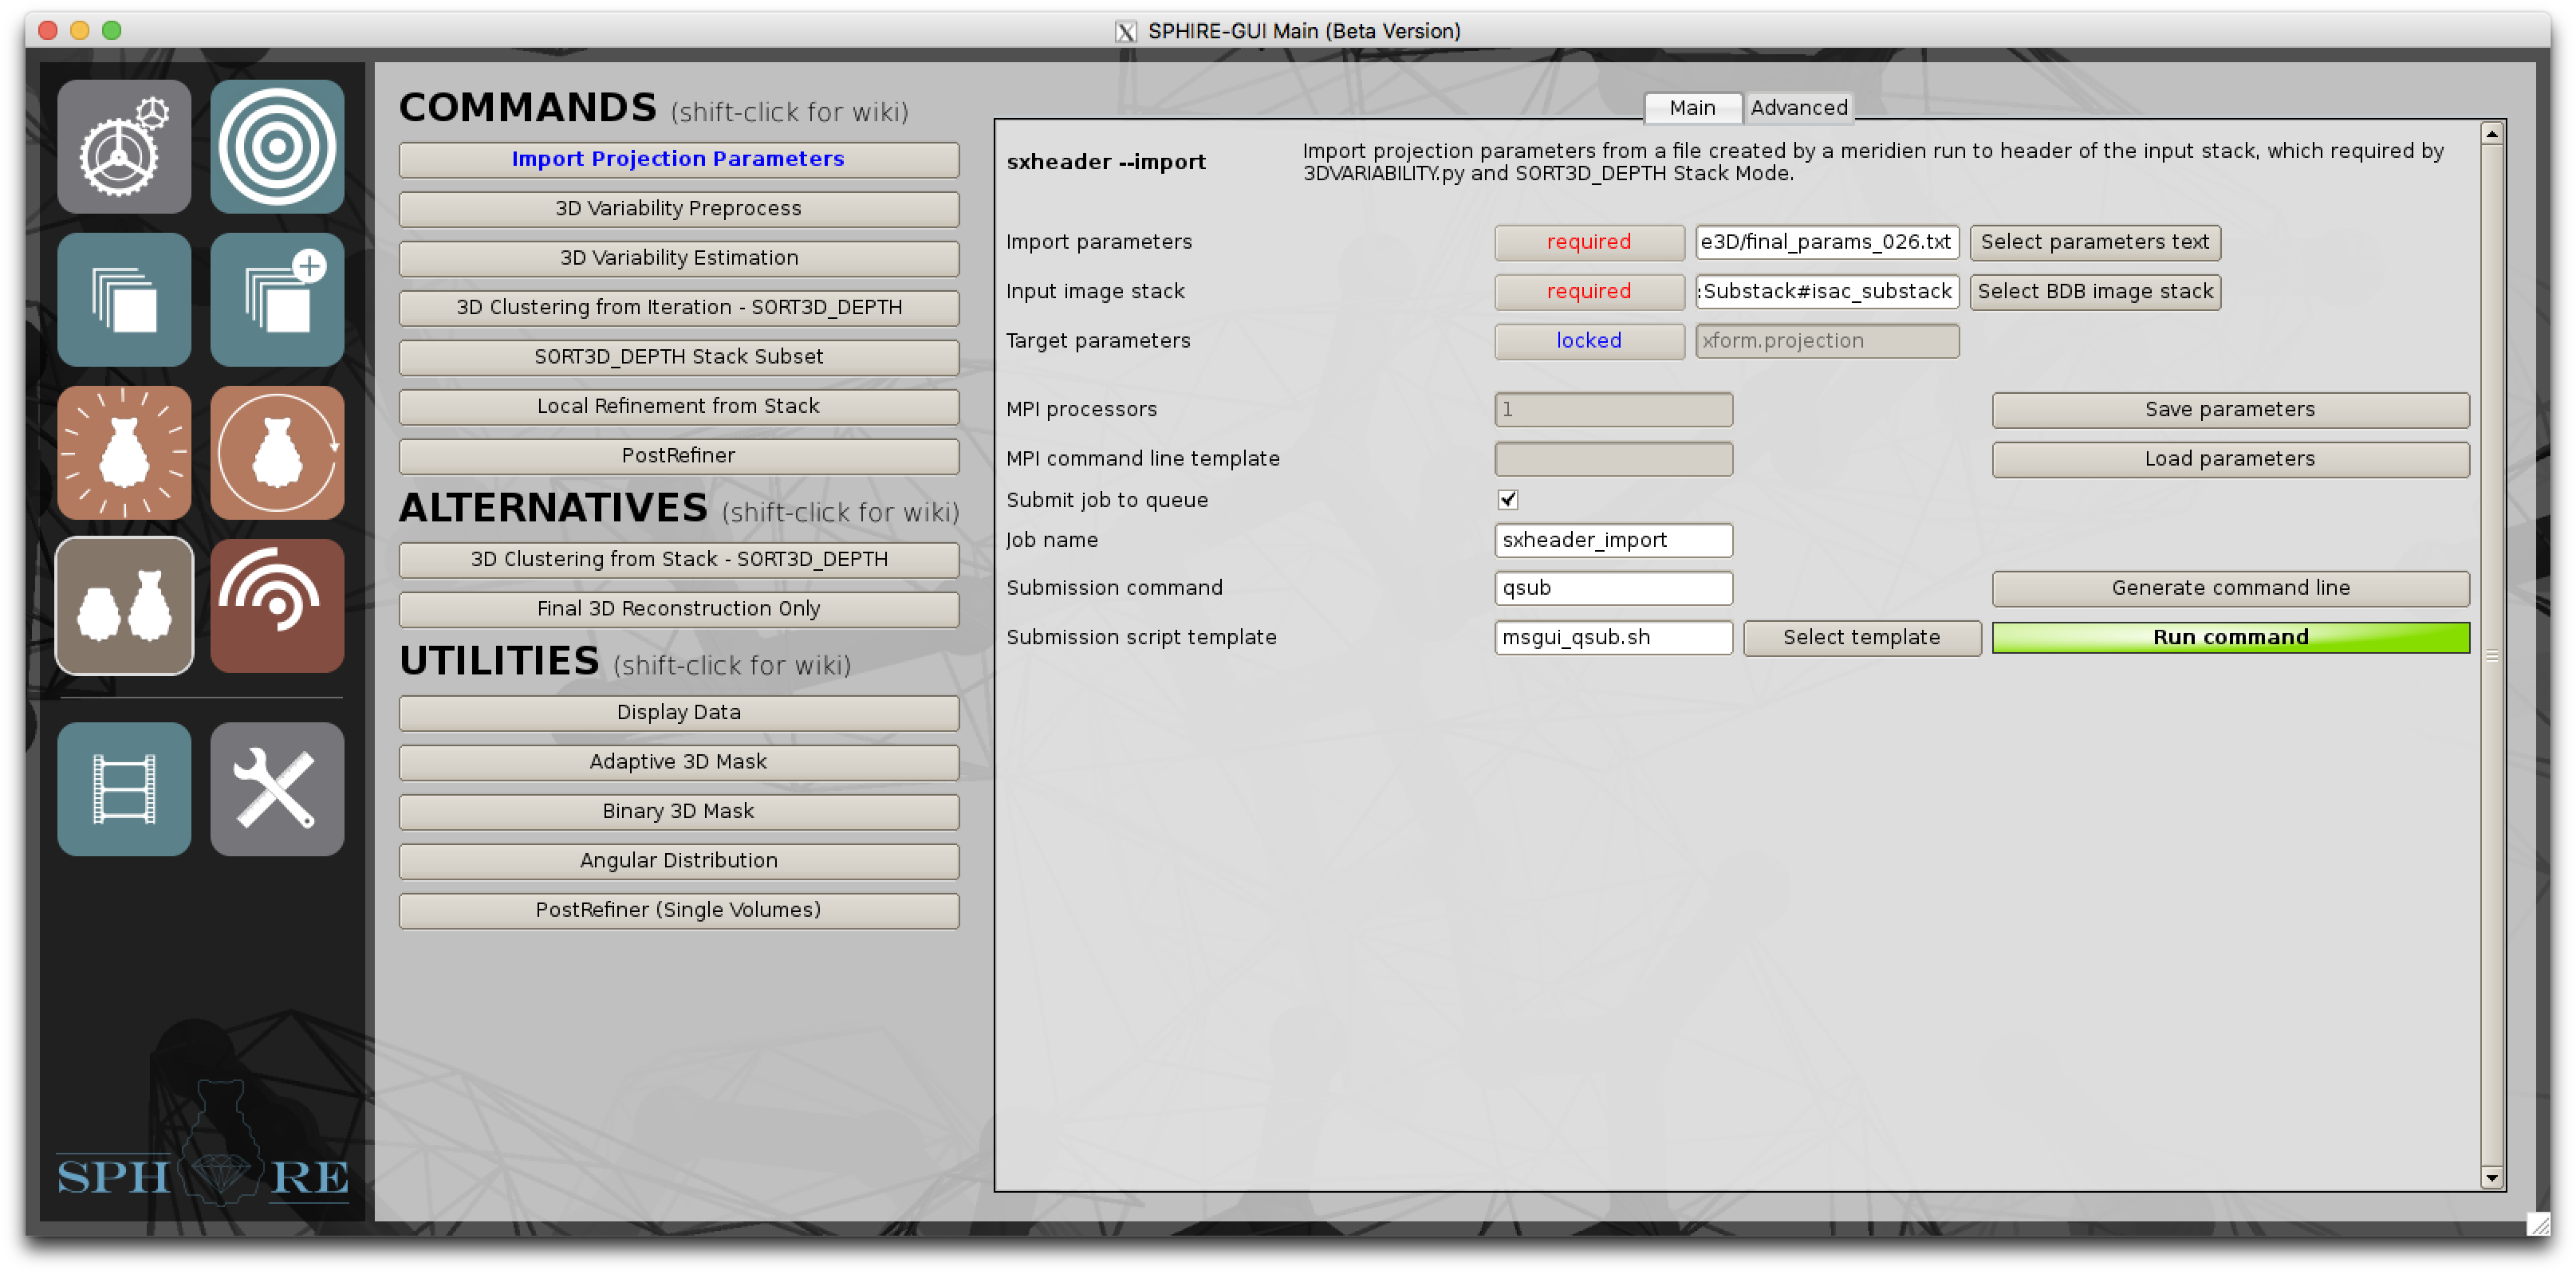 SPHIRE-GUI Main (Beta Version)
COMMANDS (shift-click for wiki)
Import Projection Parameters
3D Variability Preprocess
3D Variability Estimation
3D Clustering from Iteration - SORT3D_DEPTH
SORT3D_DEPTH Stack Subset
Local Refinement from Stack
PostRefiner
ALTERNATIVES (shift-click for wiki)
3D Clustering from Stack - SORT3D_DEPTH
Final 3D Reconstruction Only
UTILITIES (shift-click for wiki)
Display Data
Adaptive 3D Mask
Binary 3D Mask
Angular Distribution
PostRefiner (Single Volumes)
SPH RE
Main Advanced
sxheader --import
Import projection parameters from a file created by a meridien run to header of the input stack, which required by
3DVARIABILITY.py and SORT3D_DEPTH Stack Mode.
Import parameters required e3D/final_params_026.txt Select parameters text
Input image stack required :Substack#isac_substack Select BDB image stack
Target parameters locked xform.projection
MPI processors 1 Save parameters
MPI command line template Load parameters
Submit job to queue
Job name sxheader_import
Submission command qsub Generate command line
Submission script template msgui_qsub.sh Select template Run command